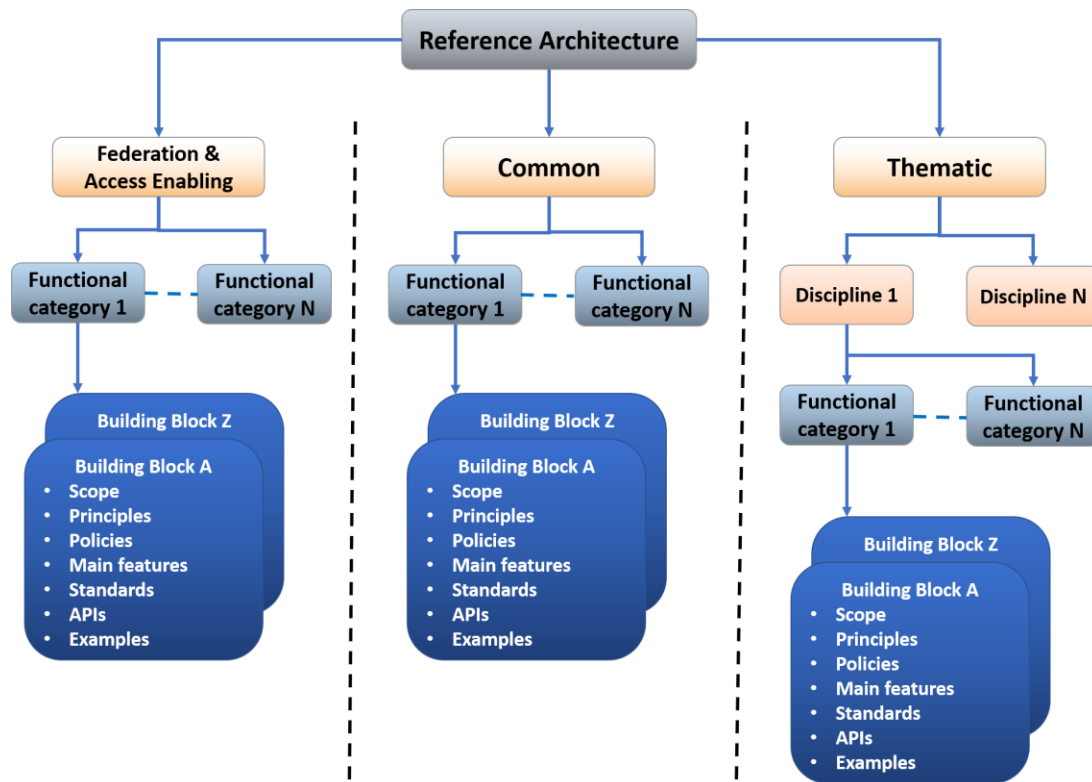 Reference Architecture
Federation &
Access Enabling
Common
Thematic
Functional
category 1
Functional
category N
Functional
category 1
Functional
category N
Discipline 1
Discipline N
Functional
category 1
Functional
category N
Building Block Z
Building Block A
• Scope
• Principles
• Policies
• Main features
• Standards
• APIs
• Examples
Building Block Z
Building Block A
• Scope
• Principles
• Policies
• Main features
• Standards
• APIs
• Examples
Building Block Z
Building Block A
• Scope
• Principles
• Policies
• Main features
• Standards
• APIs
• Examples